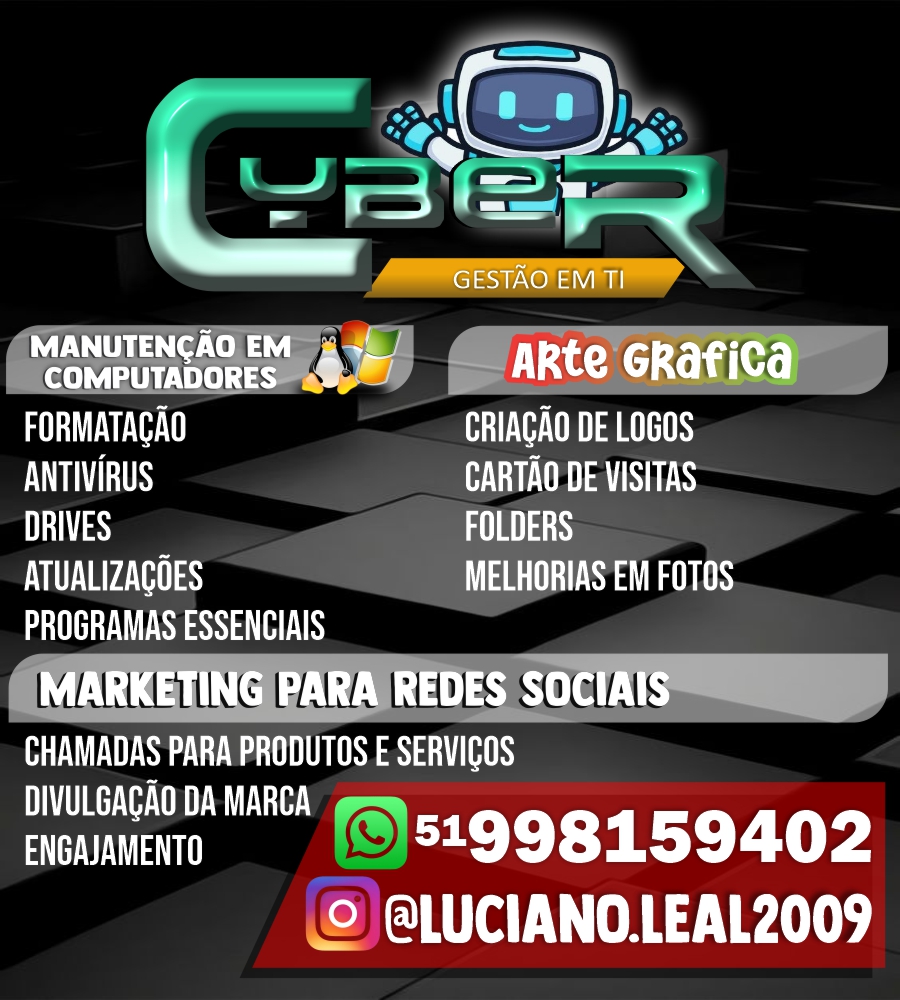 CYBER
GESTÃO EM TI
MANUTENÇÃO EM
COMPUTADORES
FORMATAÇÃO
ANTIVÍRUS
DRIVES
ATUALIZAÇÕES
PROGRAMAS ESSENCIAIS
ARte GRafica
CRIAÇÃO DE LOGOS
CARTÃO DE VISITAS
FOLDERS
MELHORIAS EM FOTOS
MARKETING PARA REDES SOCIAIS
CHAMADAS PARA PRODUTOS E SERVIÇOS
DIVULGAÇÃO DA MARCA
ENGAJAMENTO
51998159402
@LUCIANO.LEAL2009